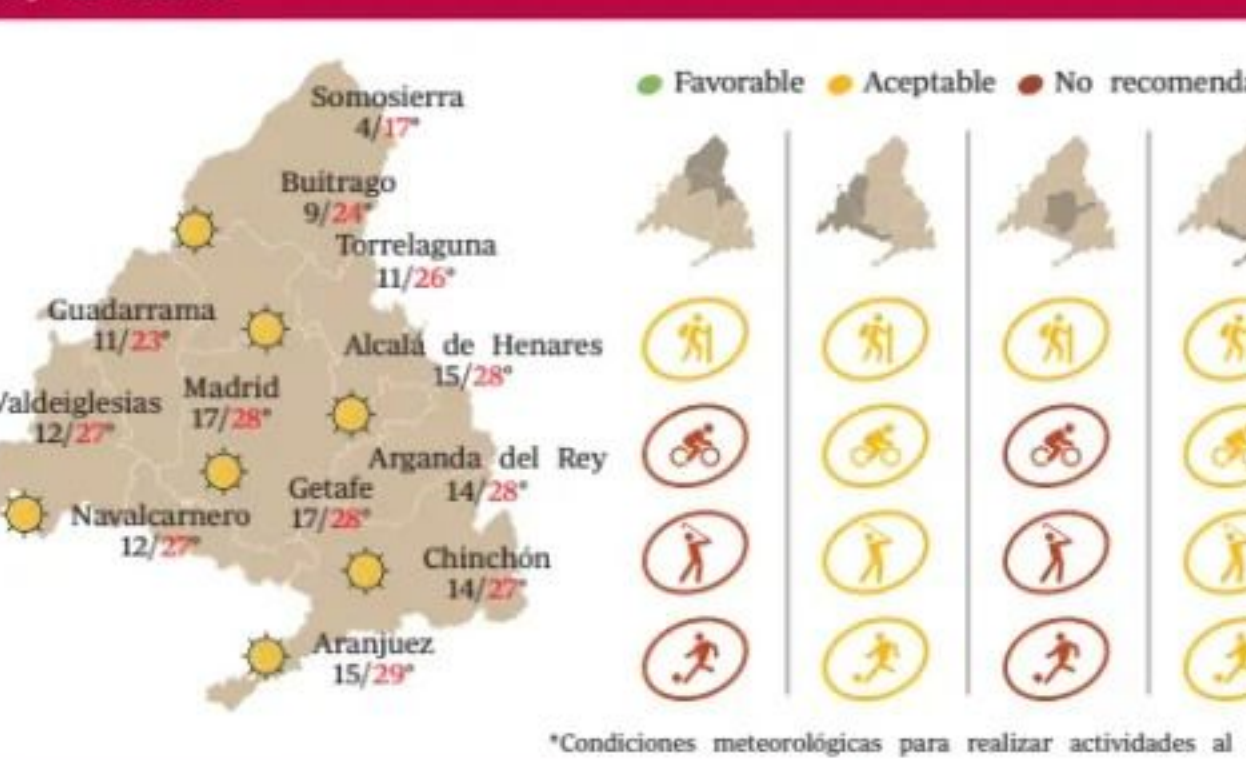 Favorable Aceptable No recomenda
Somosierra
4/17°
Buitrago
9/24°
Torrelaguna
11/26°
Guadarrama
11/23°
Alcalá de Henares
15/28°
Valdeiglesias
12/27°
Madrid
17/28°
Arganda del Rey
14/28°
Getafe
17/28°
Navalcarnero
12/27°
Chinchón
14/27°
Aranjuez
15/29°
*Condiciones meteorológicas para realizar actividades al